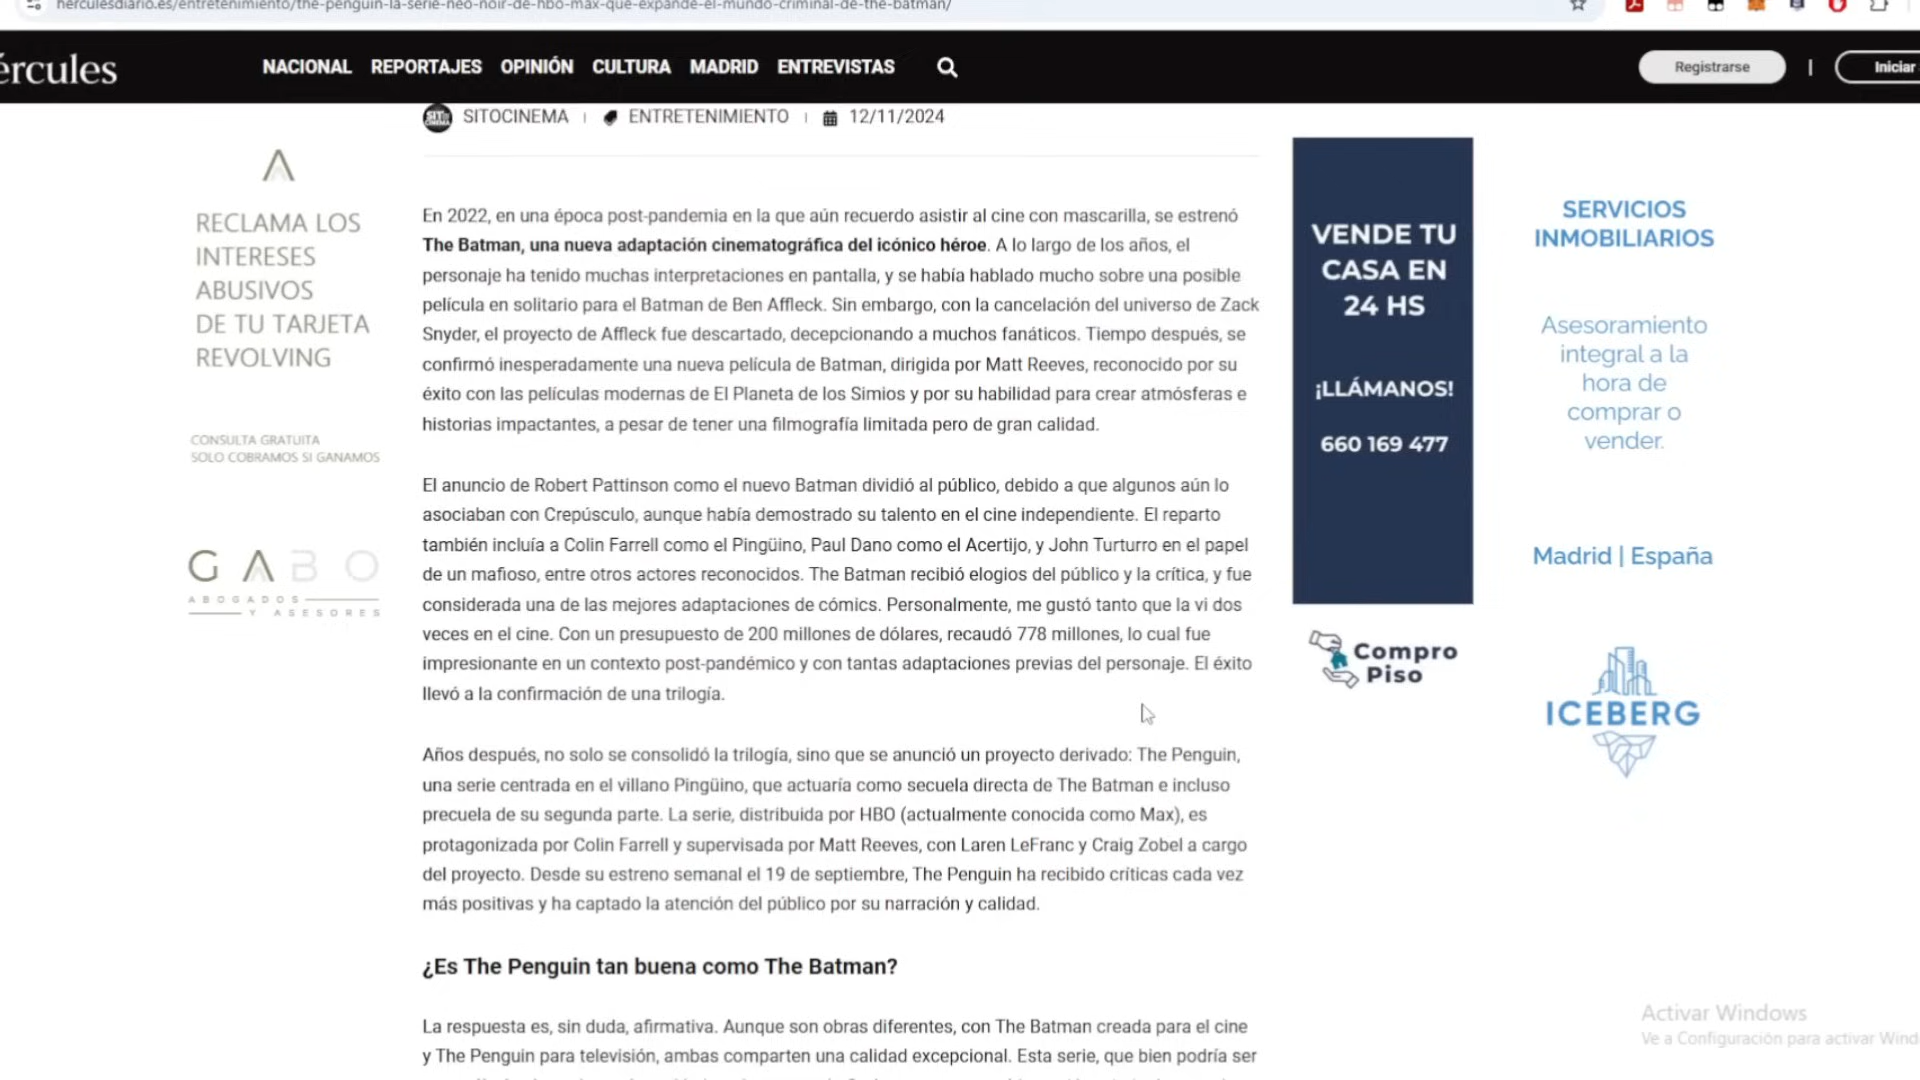 herculesdiario.es/entretenimiento/the-penguin-la-serie-neo-noir-de-hbo-max-que-expande-el-mundo-criminal-de-the-batman/
ércules
NACIONAL REPORTAJES OPINIÓN CULTURA MADRID ENTREVISTAS
Registrarse | Iniciar
SITOCINEMA | ENTRETENIMIENTO | 12/11/2024
RECLAMA LOS
INTERESES
ABUSIVOS
DE TU TARJETA
REVOLVING
CONSULTA GRATUITA
SOLO COBRAMOS SI GANAMOS
GABO
ABOGADOS
Y ASESORES
En 2022, en una época post-pandemia en la que aún recuerdo asistir al cine con mascarilla, se estrenó
The Batman, una nueva adaptación cinematográfica del icónico héroe. A lo largo de los años, el
personaje ha tenido muchas interpretaciones en pantalla, y se había hablado mucho sobre una posible
película en solitario para el Batman de Ben Affleck. Sin embargo, con la cancelación del universo de Zack
Snyder, el proyecto de Affleck fue descartado, decepcionando a muchos fanáticos. Tiempo después, se
confirmó inesperadamente una nueva película de Batman, dirigida por Matt Reeves, reconocido por su
éxito con las películas modernas de El Planeta de los Simios y por su habilidad para crear atmósferas e
historias impactantes, a pesar de tener una filmografía limitada pero de gran calidad.
El anuncio de Robert Pattinson como el nuevo Batman dividió al público, debido a que algunos aún lo
asociaban con Crepúsculo, aunque había demostrado su talento en el cine independiente. El reparto
también incluía a Colin Farrell como el Pingüino, Paul Dano como el Acertijo, y John Turturro en el papel
de un mafioso, entre otros actores reconocidos. The Batman recibió elogios del público y la crítica, y fue
considerada una de las mejores adaptaciones de cómics. Personalmente, me gustó tanto que la vi dos
veces en el cine. Con un presupuesto de 200 millones de dólares, recaudó 778 millones, lo cual fue
impresionante en un contexto post-pandémico y con tantas adaptaciones previas del personaje. El éxito
llevó a la confirmación de una trilogía.
Años después, no solo se consolidó la trilogía, sino que se anunció un proyecto derivado: The Penguin,
una serie centrada en el villano Pingüino, que actuaría como secuela directa de The Batman e incluso
precuela de su segunda parte. La serie, distribuida por HBO (actualmente conocida como Max), es
protagonizada por Colin Farrell y supervisada por Matt Reeves, con Laren LeFranc y Craig Zobel a cargo
del proyecto. Desde su estreno semanal el 19 de septiembre, The Penguin ha recibido críticas cada vez
más positivas y ha captado la atención del público por su narración y calidad.
¿Es The Penguin tan buena como The Batman?
La respuesta es, sin duda, afirmativa. Aunque son obras diferentes, con The Batman creada para el cine
y The Penguin para televisión, ambas comparten una calidad excepcional. Esta serie, que bien podría ser
VENDE TU
CASA EN
24 HS
¡LLÁMANOS!
660 169 477
Compro
Piso
SERVICIOS
INMOBILIARIOS
Asesoramiento
integral a la
hora de
comprar o
vender.
Madrid | España
ICEBERG
Activar Windows
Ve a Configuración para activar Wind